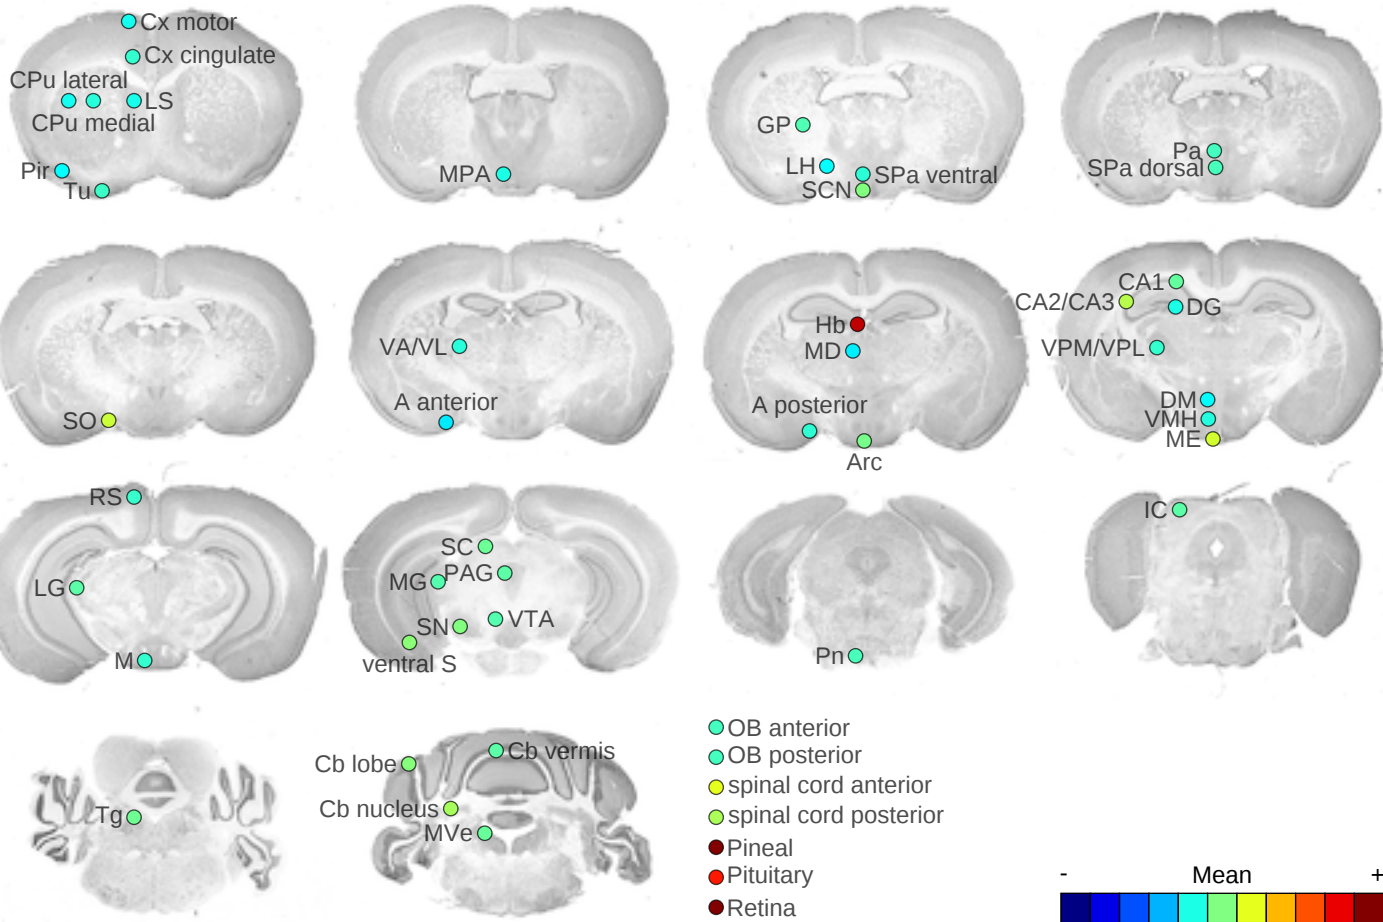 Cx motor
Cx cingulate
CPu lateral
LS
CPu medial
Pir
Tu
MPA
GP
LH
SPa ventral
SCN
Pa
SPa dorsal
SO
VA/VL
A anterior
Hb
MD
A posterior
Arc
CA1
CA2/CA3
DG
VPM/VPL
DM
VMH
ME
RS
LG
M
SC
MG
PAG
SN
VTA
ventral S
Pn
IC
Tg
Cb lobe
Cb vermis
Cb nucleus
MVe
OB anterior
OB posterior
spinal cord anterior
spinal cord posterior
Pineal
Pituitary
Retina
- Mean +